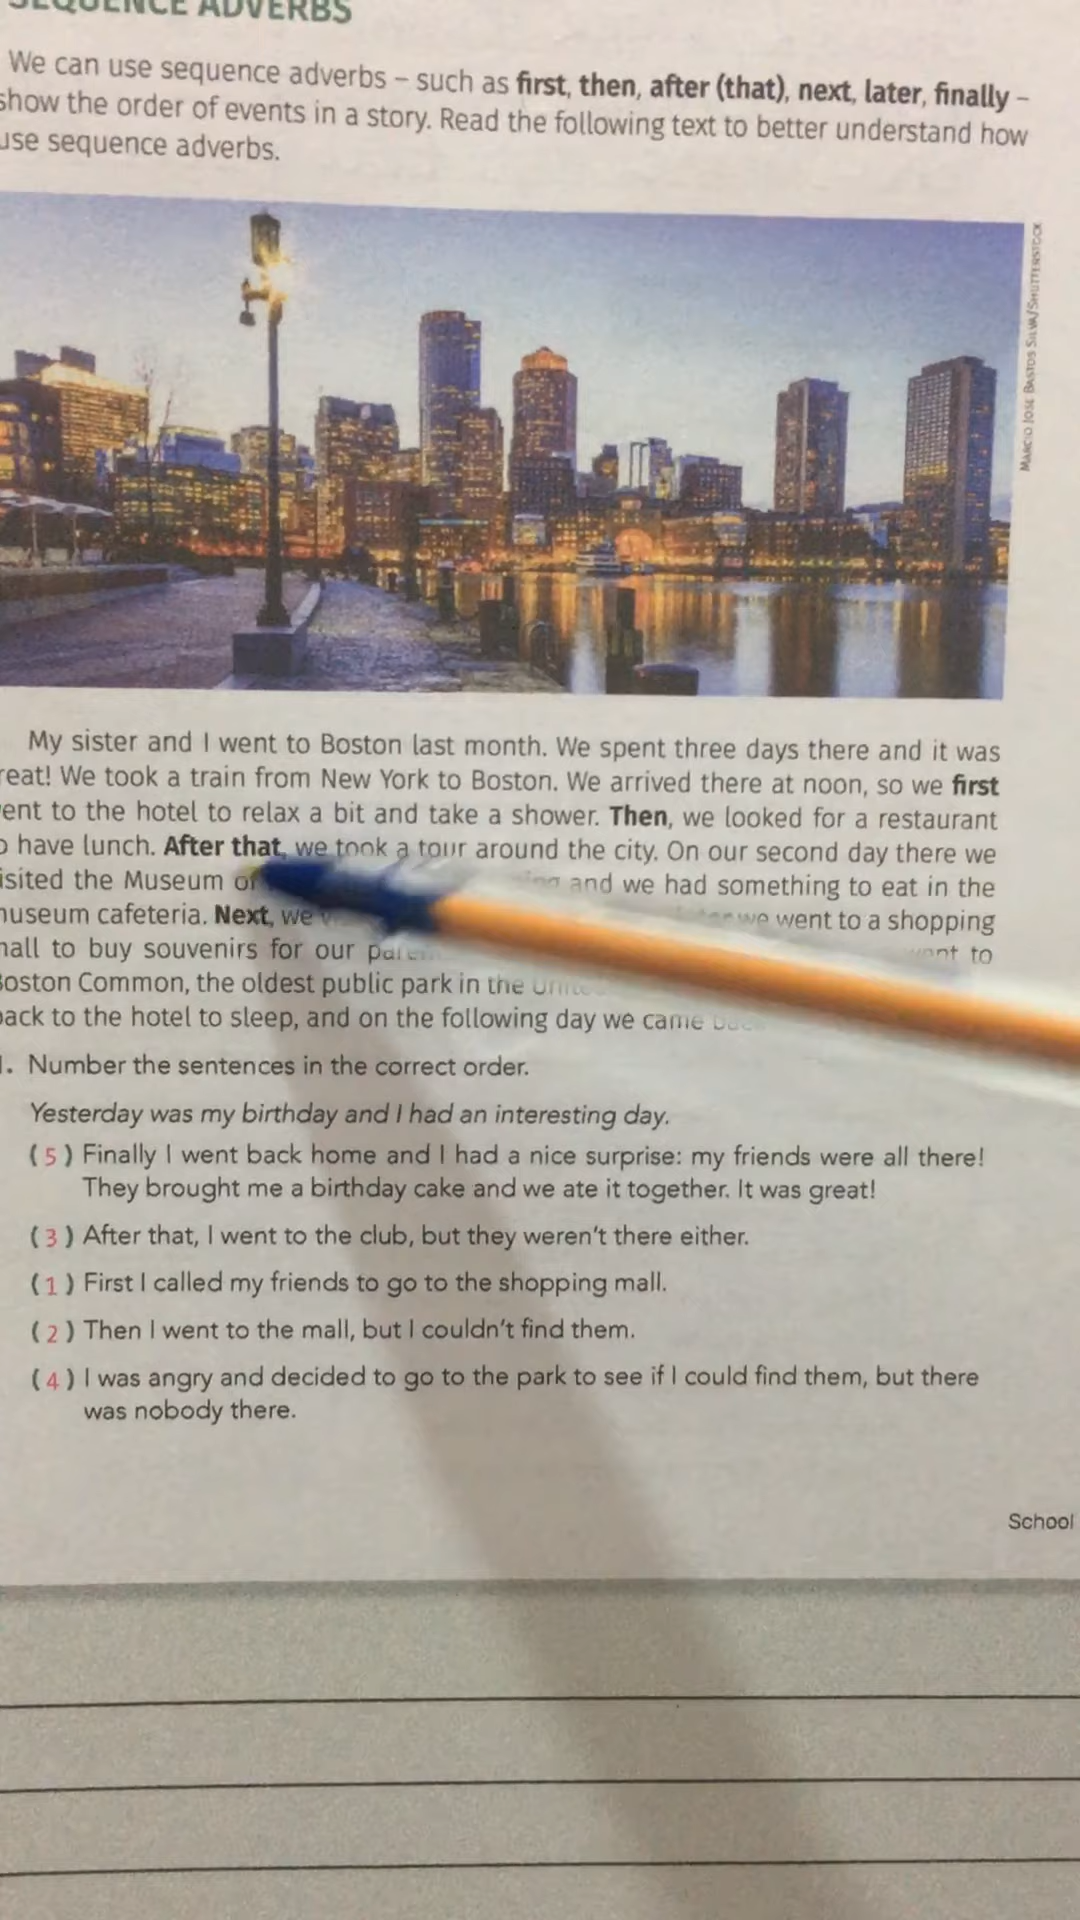 SEQUENCE ADVERBS
We can use sequence adverbs – such as first, then, after (that), next, later, finally –
show the order of events in a story. Read the following text to better understand how
use sequence adverbs.
MARCIO JOSE BASTOS SILVA/SHUTTERSTOCK
My sister and I went to Boston last month. We spent three days there and it was
reat! We took a train from New York to Boston. We arrived there at noon, so we first
ent to the hotel to relax a bit and take a shower. Then, we looked for a restaurant
o have lunch. After that, we took a tour around the city. On our second day there we
isited the Museum of and we had something to eat in the
museum cafeteria. Next, we we went to a shopping
mall to buy souvenirs for our to
Boston Common, the oldest public park in the
back to the hotel to sleep, and on the following day we came
1. Number the sentences in the correct order.
Yesterday was my birthday and I had an interesting day.
(5) Finally I went back home and I had a nice surprise: my friends were all there!
They brought me a birthday cake and we ate it together. It was great!
(3) After that, I went to the club, but they weren't there either.
(1) First I called my friends to go to the shopping mall.
(2) Then I went to the mall, but I couldn't find them.
(4) I was angry and decided to go to the park to see if I could find them, but there
was nobody there.
School